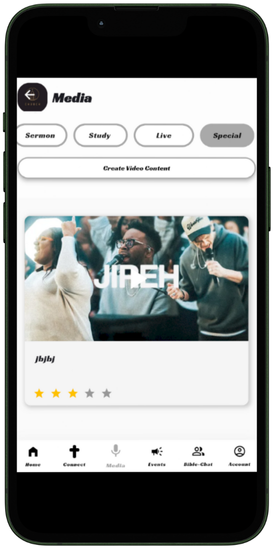 Media
Sermon Study Live Special
Create Video Content
JIREH
jbjbj
Home Connect Media Events Bible-Chat Account